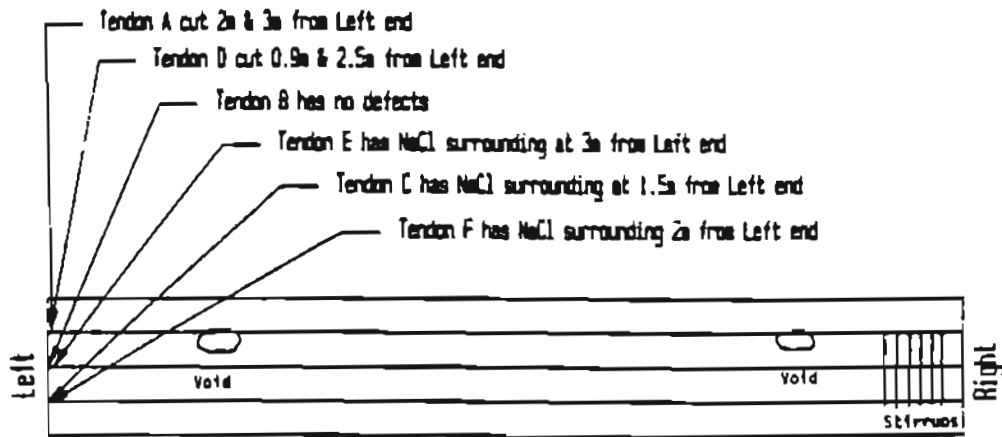 Tendon A cut 2m & 3m from Left end
Tendon D cut 0.9m & 2.5m from Left end
Tendon B has no defects
Tendon E has NaCl surrounding at 3m from Left end
Tendon C has NaCl surrounding at 1.5m from Left end
Tendon F has NaCl surrounding 2m from Left end
Left
Void
Void
Right
Stirrups